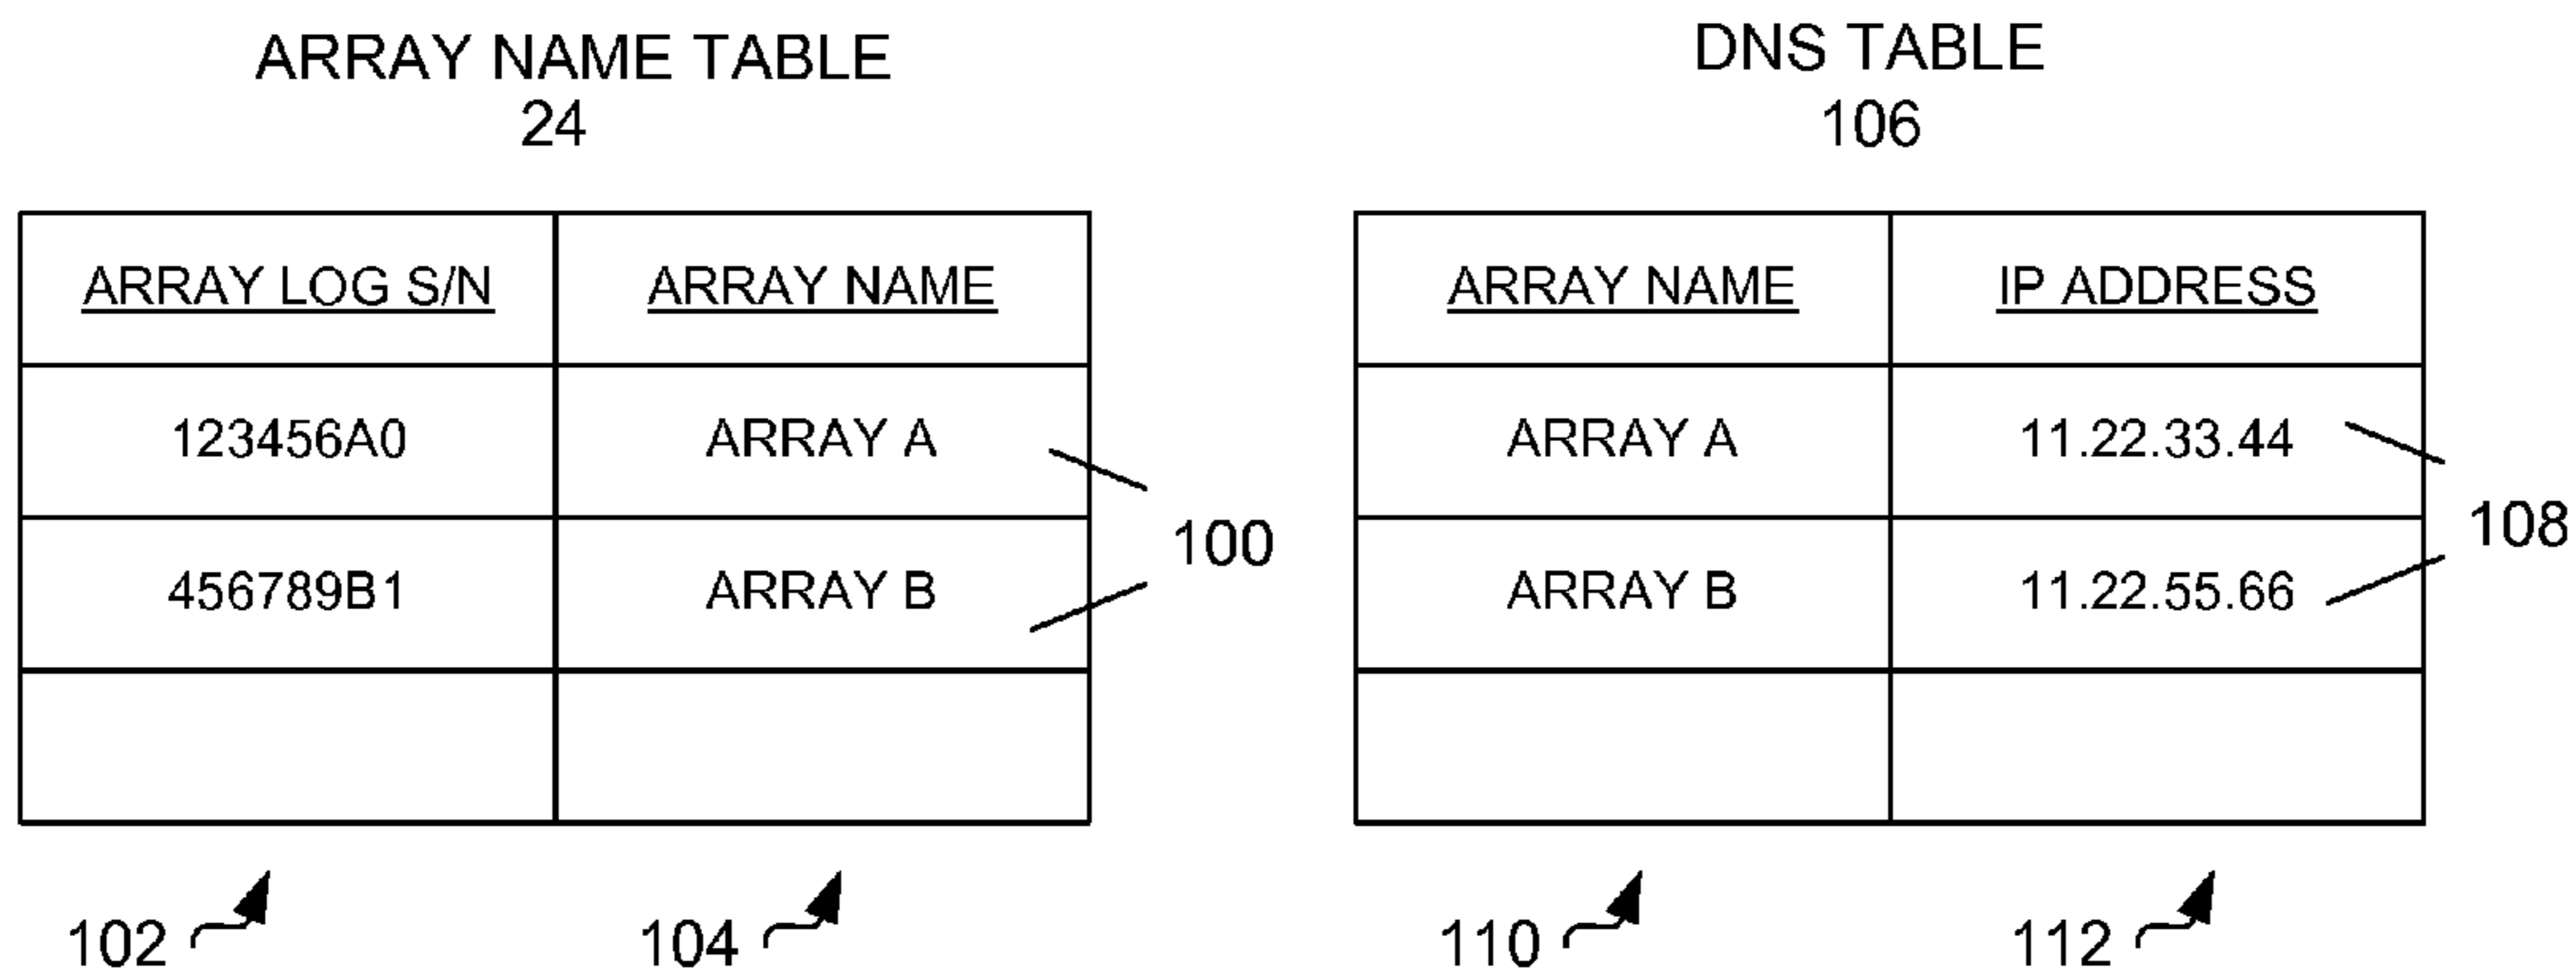 ARRAY NAME TABLE
24
ARRAY LOG S/N ARRAY NAME
123456A0 ARRAY A
456789B1 ARRAY B
100
102 104
DNS TABLE
106
ARRAY NAME IP ADDRESS
ARRAY A 11.22.33.44
ARRAY B 11.22.55.66
108
110 112